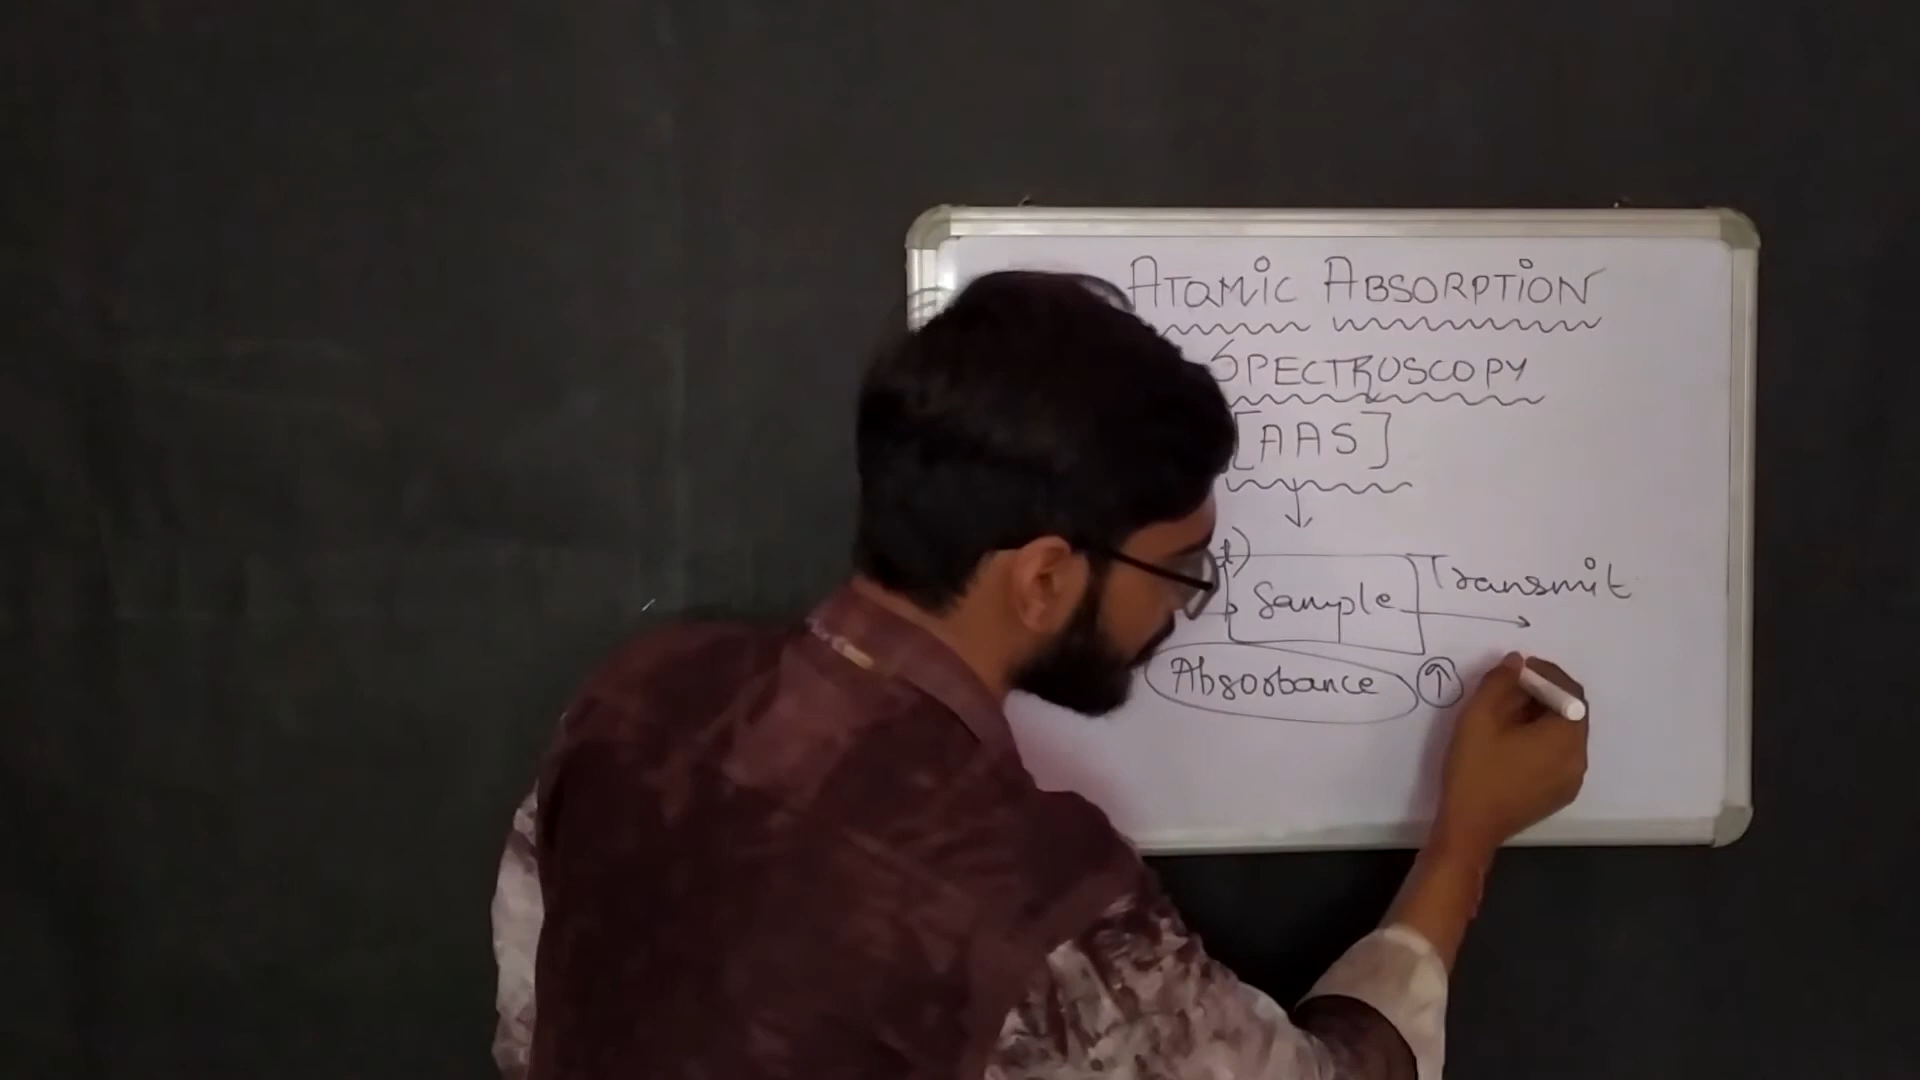 ATOMIC ABSORPTION
SPECTROSCOPY
[AAS]
Sample Transmit
Absorbance ↑